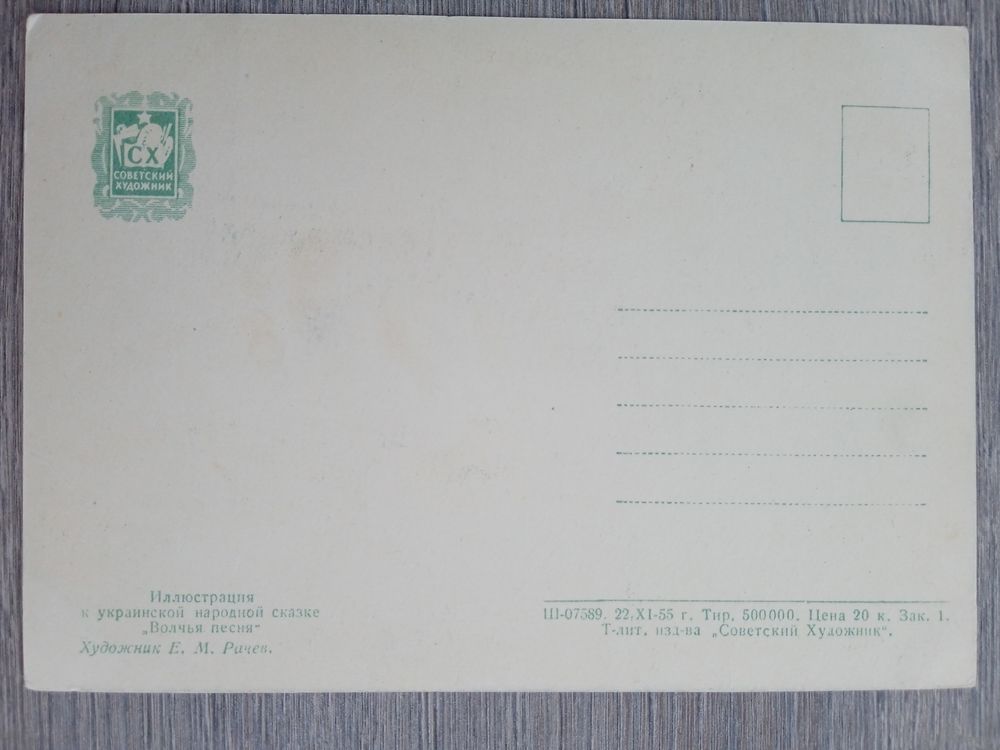 СХ
СОВЕТСКИЙ
ХУДОЖНИК
Иллюстрация
к украинской народной сказке
„Волчья песня“
Художник Е. М. Рачев.
Ш-07589. 22/XI-55 г. Тир. 500000. Цена 20 к. Зак. 1.
Т-лит. изд-ва „Советский Художник“.